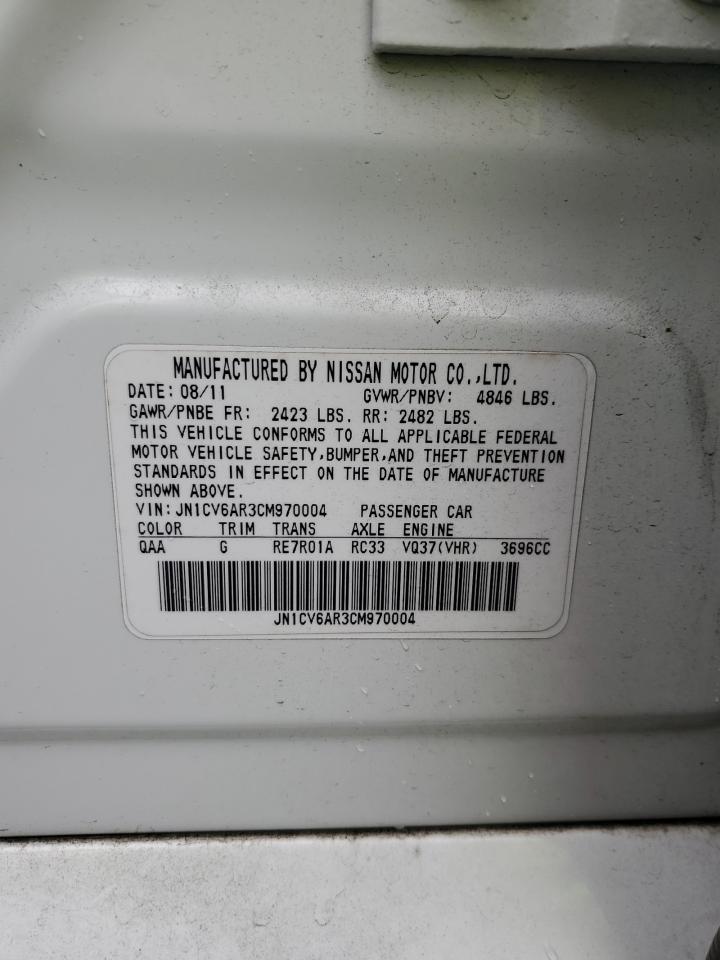 MANUFACTURED BY NISSAN MOTOR CO.,LTD.
DATE: 08/11 GVWR/PNBV: 4846 LBS.
GAWR/PNBE FR: 2423 LBS. RR: 2482 LBS.
THIS VEHICLE CONFORMS TO ALL APPLICABLE FEDERAL
MOTOR VEHICLE SAFETY,BUMPER,AND THEFT PREVENTION
STANDARDS IN EFFECT ON THE DATE OF MANUFACTURE
SHOWN ABOVE.
VIN: JN1CV6AR3CM970004 PASSENGER CAR
COLOR TRIM TRANS AXLE ENGINE
QAA G RE7R01A RC33 VQ37(VHR) 3696CC
JN1CV6AR3CM970004